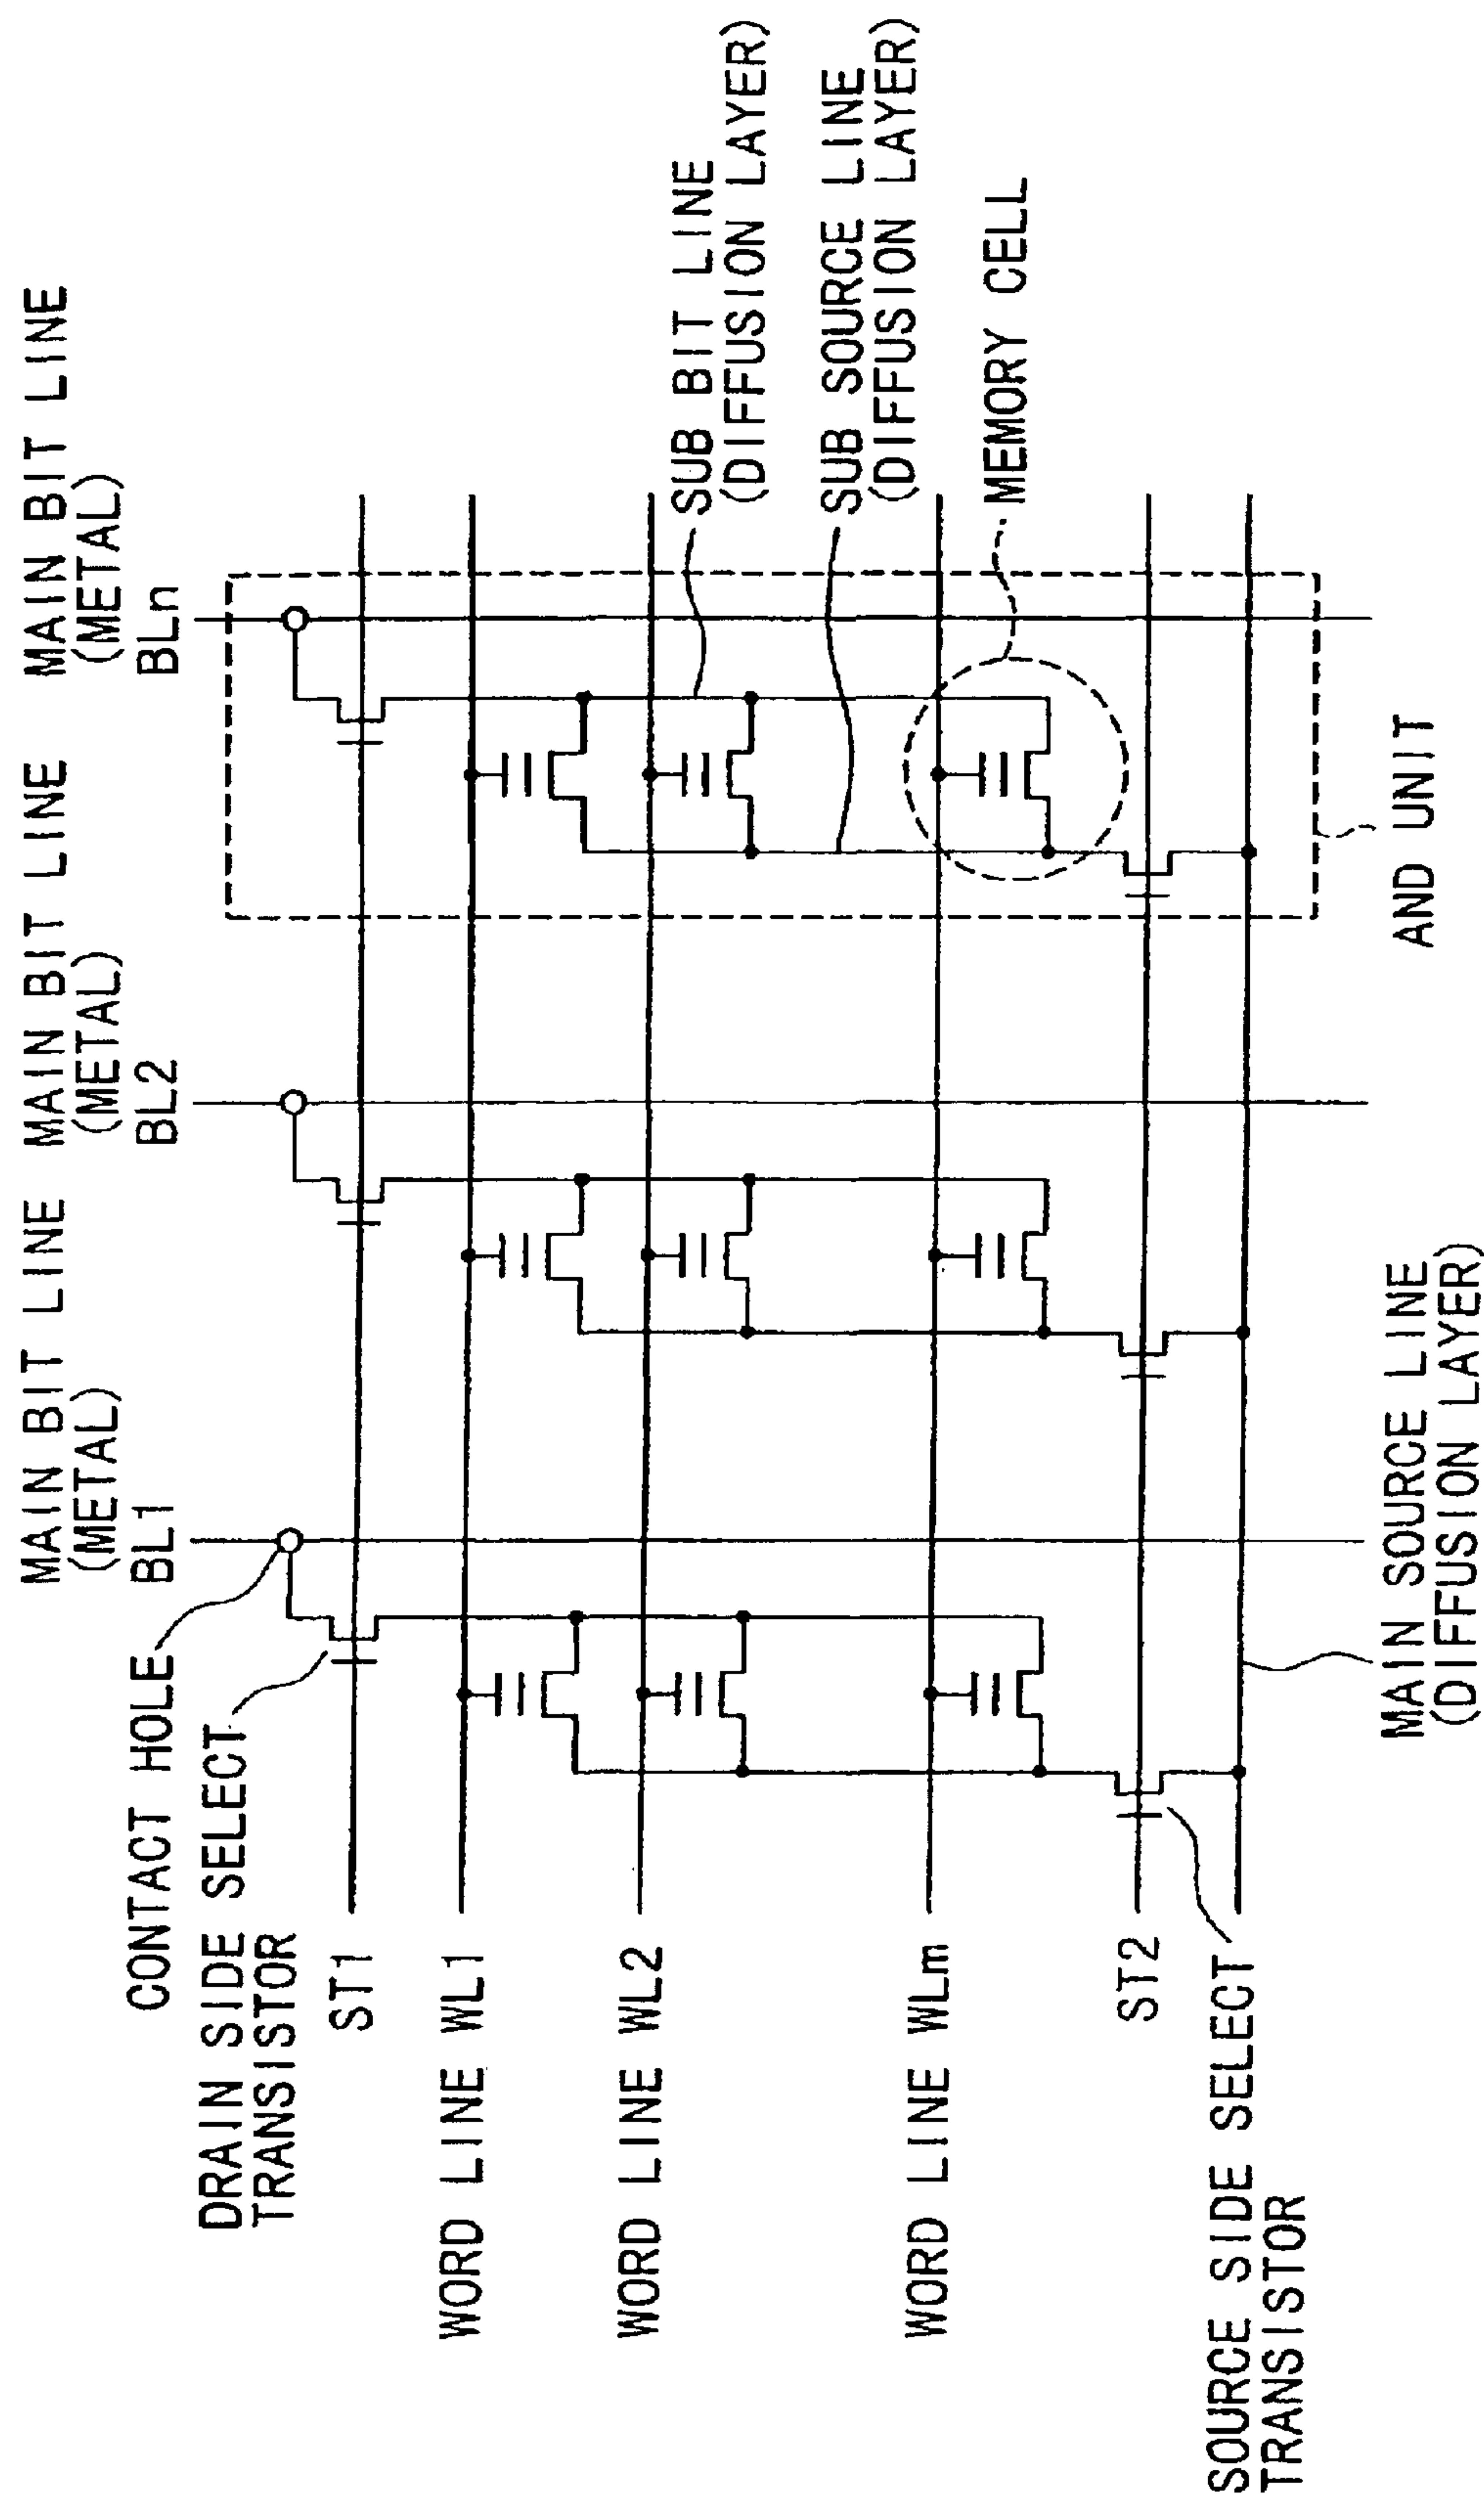 MAIN BIT LINE
(METAL)
BL1
MAIN BIT LINE
(METAL)
BL2
MAIN BIT LINE
(METAL)
BLn
CONTACT HOLE
DRAIN SIDE SELECT
TRANSISTOR
ST1
WORD LINE WL1
WORD LINE WL2
WORD LINE WLm
ST2
SOURCE SIDE SELECT
TRANSISTOR
SUB BIT LINE
(DIFFUSION LAYER)
SUB SOURCE LINE
(DIFFUSION LAYER)
MEMORY CELL
MAIN SOURCE LINE
(DIFFUSION LAYER)
AND UNIT